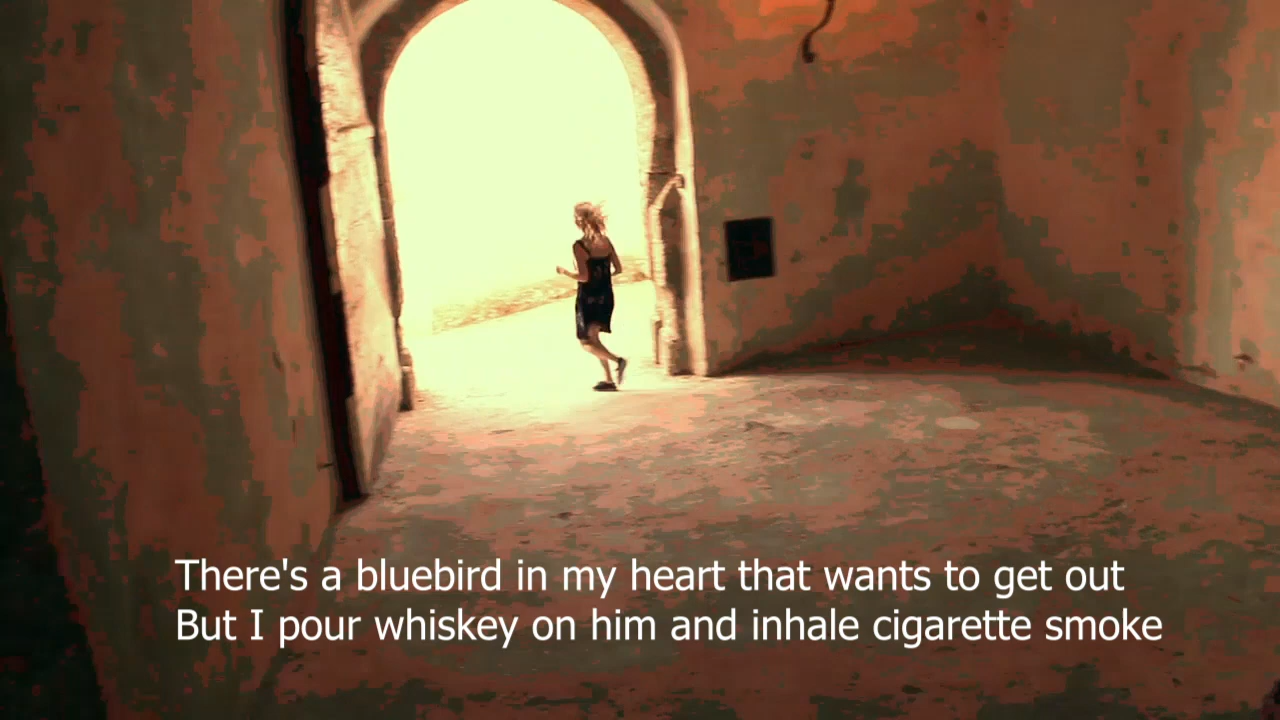 There's a bluebird in my heart that wants to get out
But I pour whiskey on him and inhale cigarette smoke